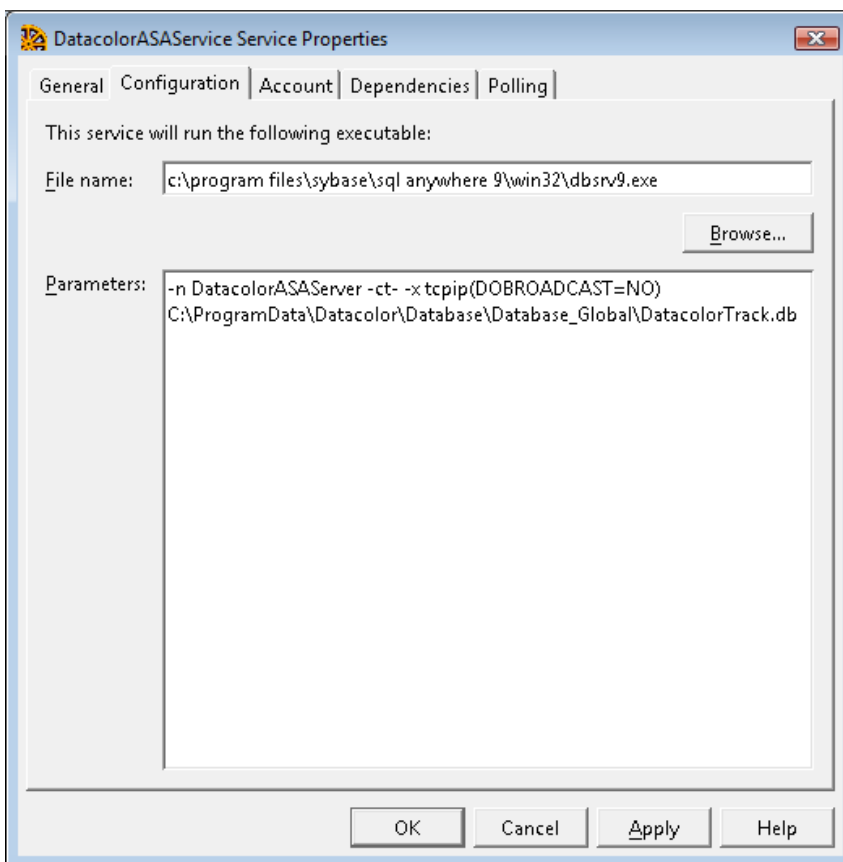 DatacolorASAService Service Properties
General Configuration Account Dependencies Polling
This service will run the following executable:
File name: c:\program files\sybase\sql anywhere 9\win32\dbsrv9.exe
Browse...
Parameters: -n DatacolorASAServer -ct- -x tcpip(DOBROADCAST=NO)
C:\ProgramData\Datacolor\Database\Database_Global\DatacolorTrack.db
OK Cancel Apply Help